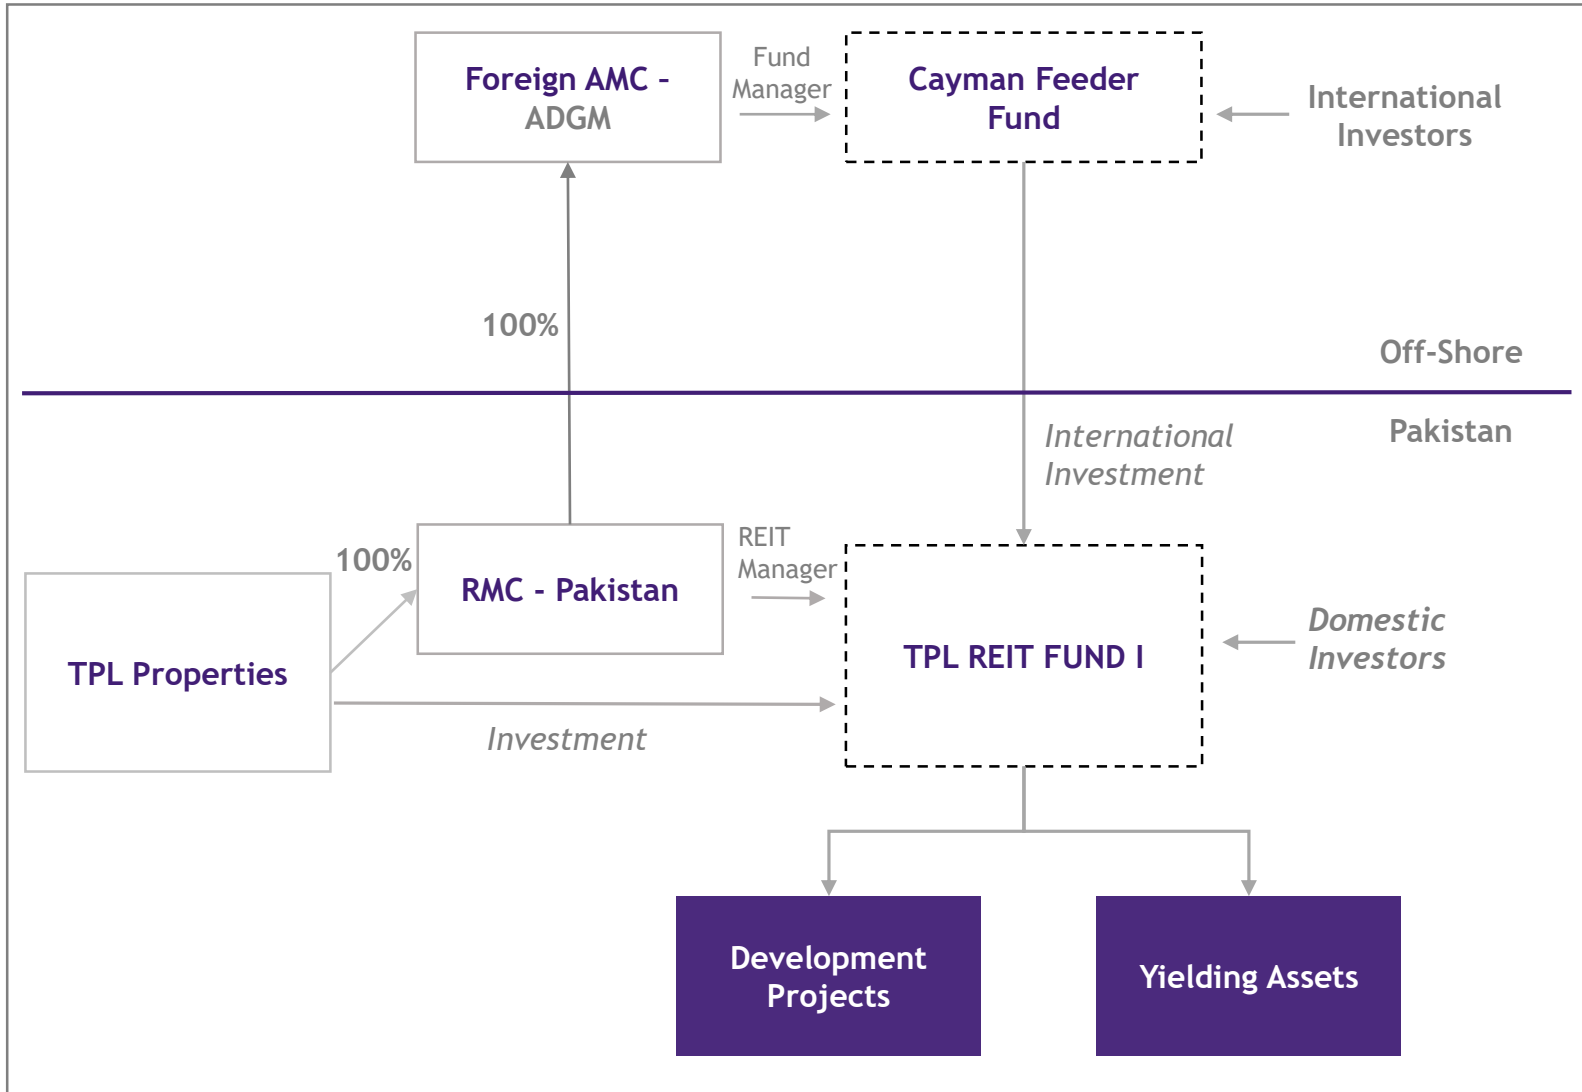 Foreign AMC -
ADGM
Fund
Manager
Cayman Feeder
Fund
International
Investors
100%
Off-Shore
Pakistan
International
Investment
100%
RMC - Pakistan
REIT
Manager
TPL Properties
TPL REIT FUND I
Domestic
Investors
Investment
Development
Projects
Yielding Assets